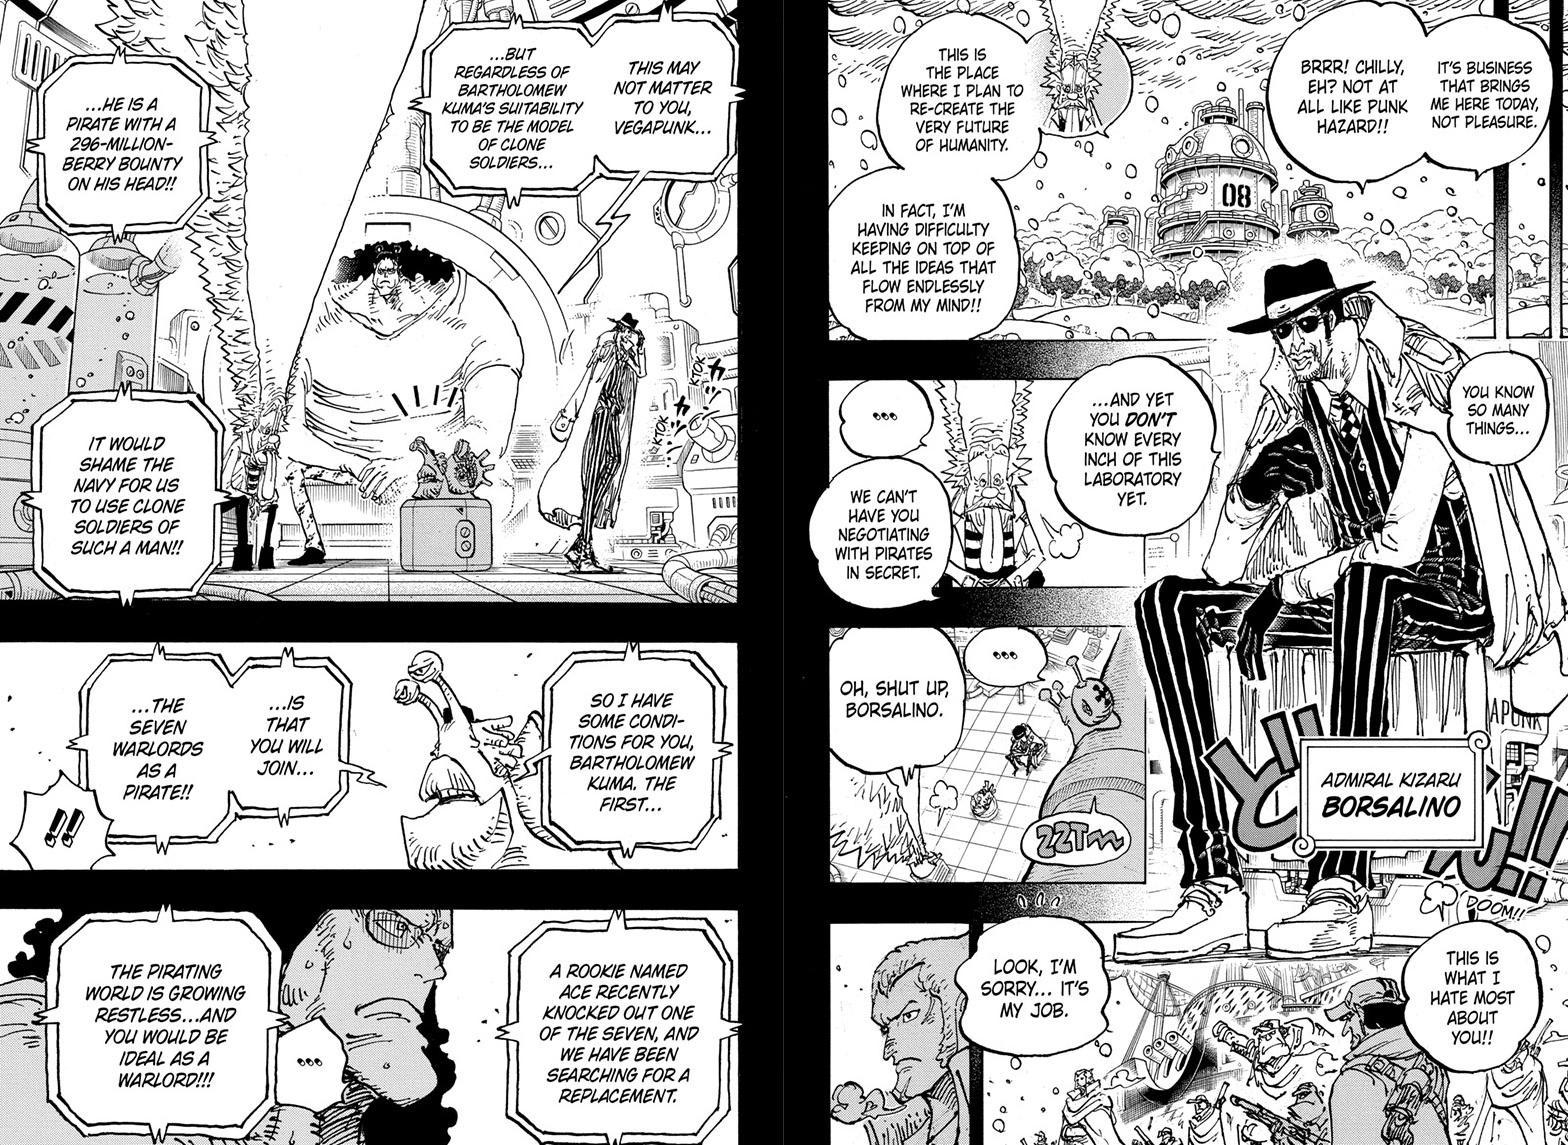 IT'S BUSINESS
THAT BRINGS
ME HERE TODAY,
NOT PLEASURE.
BRRR! CHILLY,
EH? NOT AT
ALL LIKE PUNK
HAZARD!!
THIS IS
THE PLACE
WHERE I PLAN TO
RE-CREATE THE
VERY FUTURE
OF HUMANITY.
IN FACT, I'M
HAVING DIFFICULTY
KEEPING ON TOP OF
ALL THE IDEAS THAT
FLOW ENDLESSLY
FROM MY MIND!!
08
YOU KNOW
SO MANY
THINGS...
...AND YET
YOU DON'T
KNOW EVERY
INCH OF THIS
LABORATORY
YET.
...
WE CAN'T
HAVE YOU
NEGOTIATING
WITH PIRATES
IN SECRET.
...
OH, SHUT UP,
BORSALINO.
ZZT
APUNK
ADMIRAL KIZARU
BORSALINO
どん!!
DOOM!!
THIS IS
WHAT I
HATE MOST
ABOUT
YOU!!
LOOK, I'M
SORRY... IT'S
MY JOB.
THIS MAY
NOT MATTER
TO YOU,
VEGAPUNK...
...BUT
REGARDLESS OF
BARTHOLOMEW
KUMA'S SUITABILITY
TO BE THE MODEL
OF CLONE
SOLDIERS...
...HE IS A
PIRATE WITH A
296-MILLION-
BERRY BOUNTY
ON HIS HEAD!!
カッ
KTOK
カッ
KTOK
IT WOULD
SHAME THE
NAVY FOR US
TO USE CLONE
SOLDIERS OF
SUCH A MAN!!
SO I HAVE
SOME CONDI-
TIONS FOR YOU,
BARTHOLOMEW
KUMA. THE
FIRST...
...IS
THAT
YOU WILL
JOIN...
...THE
SEVEN
WARLORDS
AS A
PIRATE!!
!!
A ROOKIE NAMED
ACE RECENTLY
KNOCKED OUT ONE
OF THE SEVEN, AND
WE HAVE BEEN
SEARCHING FOR A
REPLACEMENT.
...
THE PIRATING
WORLD IS GROWING
RESTLESS...AND
YOU WOULD BE
IDEAL AS A
WARLORD!!!